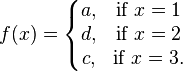 f(x) = { a, if x = 1
d, if x = 2
c, if x = 3.